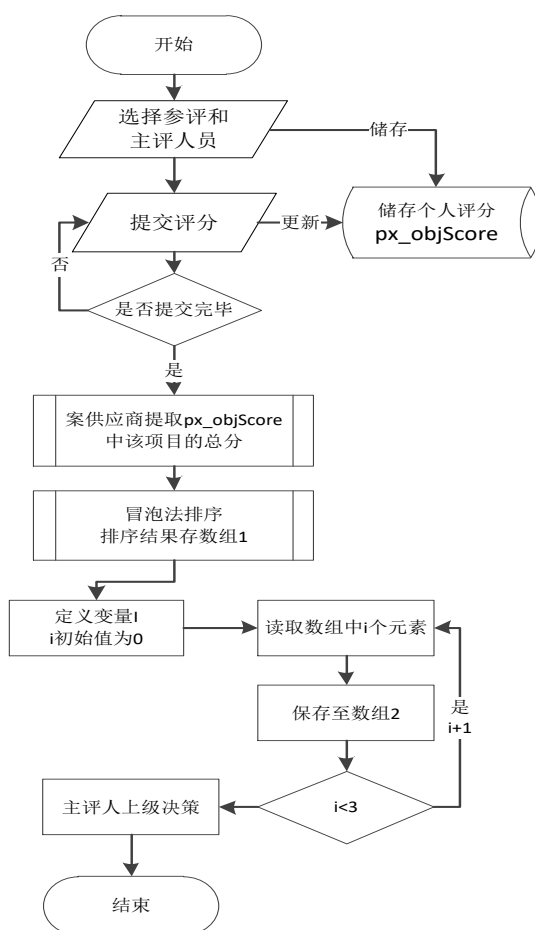 开始
选择参评和
主评人员
储存
提交评分
更新
储存个人评分
px_objScore
否
是否提交完毕
是
案供应商提取px_objScore
中该项目的总分
冒泡法排序
排序结果存数组1
定义变量I
i初始值为0
读取数组中i个元素
保存至数组2
是
i+1
i<3
主评人上级决策
结束